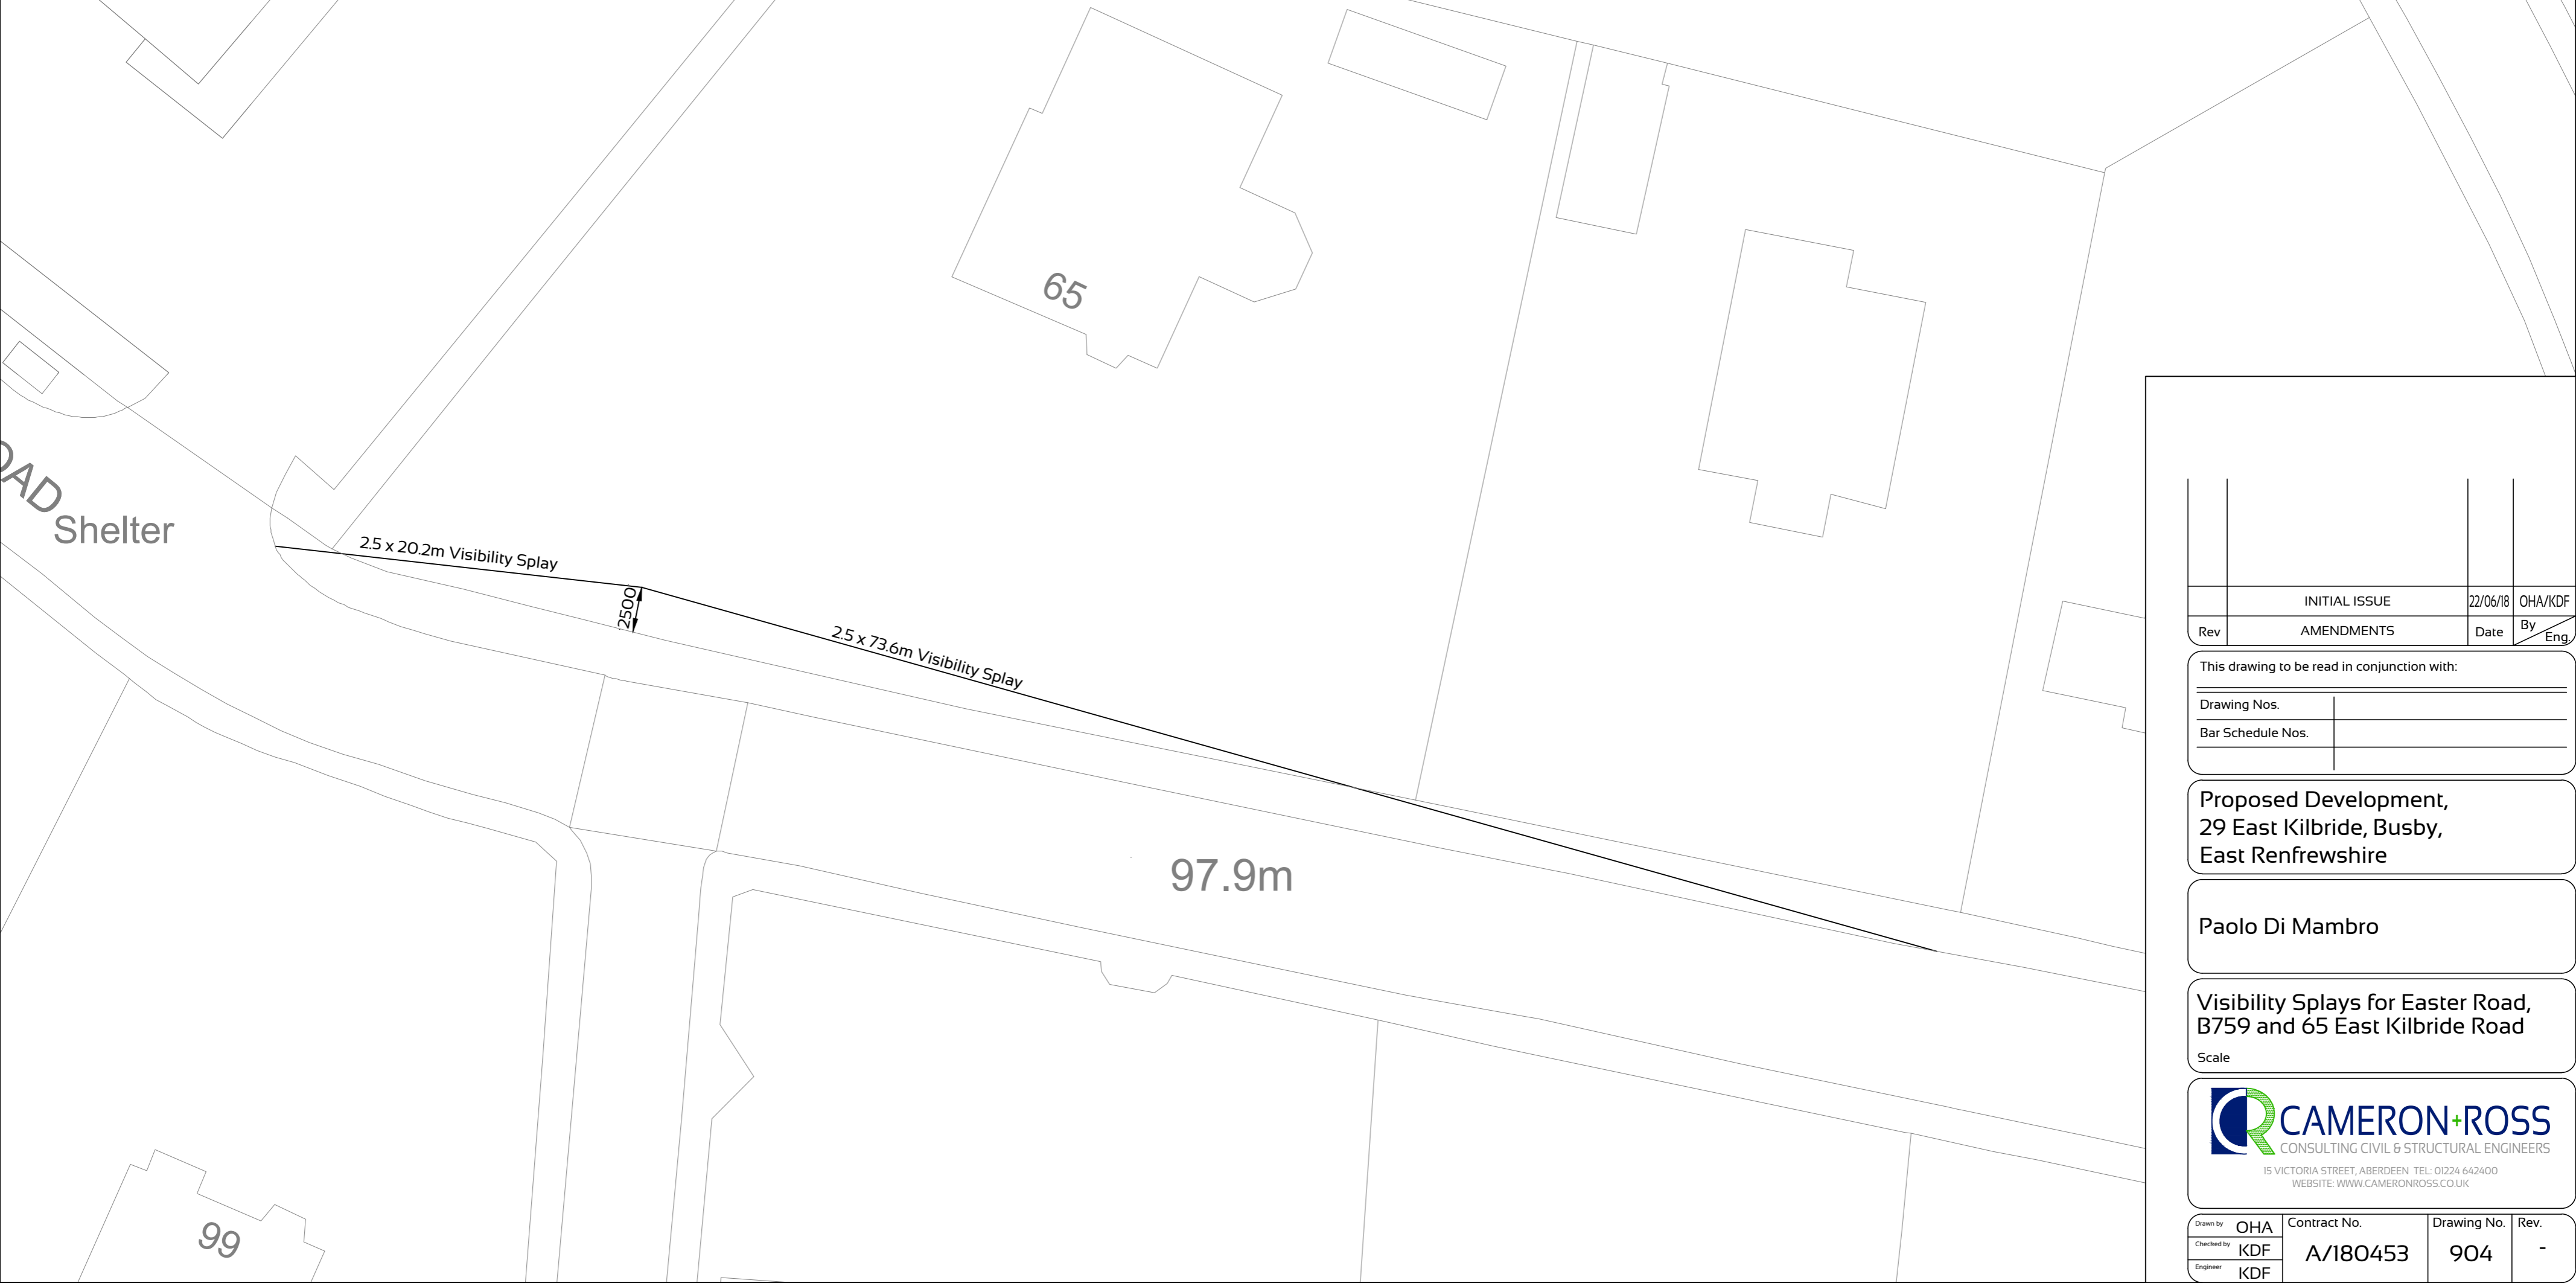 65
OAD
Shelter
2.5 x 20.2m Visibility Splay
2500
2.5 x 73.6m Visibility Splay
97.9m
99
INITIAL ISSUE 22/06/18 OHA/KDF
Rev AMENDMENTS Date By Eng.
This drawing to be read in conjunction with:
Drawing Nos.
Bar Schedule Nos.
Proposed Development,
29 East Kilbride, Busby,
East Renfrewshire
Paolo Di Mambro
Visibility Splays for Easter Road,
B759 and 65 East Kilbride Road
Scale
CR CAMERON+ROSS
CONSULTING CIVIL & STRUCTURAL ENGINEERS
15 VICTORIA STREET, ABERDEEN TEL: 01224 642400
WEBSITE: WWW.CAMERONROSS.CO.UK
Drawn by OHA
Checked by KDF
Engineer KDF
Contract No.
A/180453
Drawing No.
904
Rev.
-